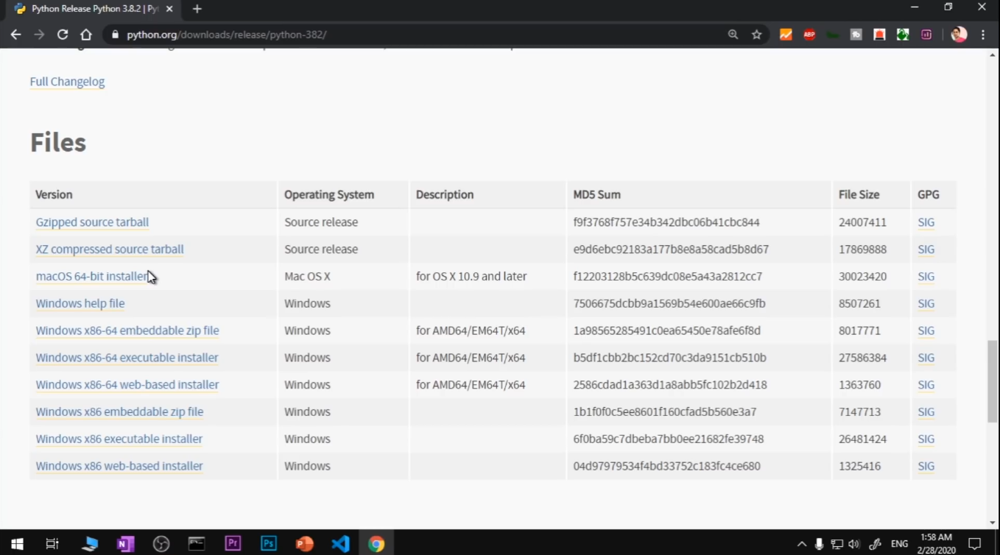 Python Release Python 3.8.2 | Pyt
python.org/downloads/release/python-382/
ABP
Full Changelog
Files
Version Operating System Description MD5 Sum File Size GPG
Gzipped source tarball Source release f9f3768f757e34b342dbc06b41cbc844 24007411 SIG
XZ compressed source tarball Source release e9d6ebc92183a177b8e8a58cad5b8d67 17869888 SIG
macOS 64-bit installer Mac OS X for OS X 10.9 and later f12203128b5c639dc08e5a43a2812cc7 30023420 SIG
Windows help file Windows 7506675dcbb9a1569b54e600ae66c9fb 8507261 SIG
Windows x86-64 embeddable zip file Windows for AMD64/EM64T/x64 1a98565285491c0ea65450e78afe6f8d 8017771 SIG
Windows x86-64 executable installer Windows for AMD64/EM64T/x64 b5df1cbb2bc152cd70c3da9151cb510b 27586384 SIG
Windows x86-64 web-based installer Windows for AMD64/EM64T/x64 2586cdad1a363d1a8abb5fc102b2d418 1363760 SIG
Windows x86 embeddable zip file Windows 1b1f0f0c5ee8601f160cfad5b560e3a7 7147713 SIG
Windows x86 executable installer Windows 6f0ba59c7dbeba7bb0ee21682fe39748 26481424 SIG
Windows x86 web-based installer Windows 04d97979534f4bd33752c183fc4ce680 1325416 SIG
N Pr Ps P ENG 1:58 AM
2/28/2020